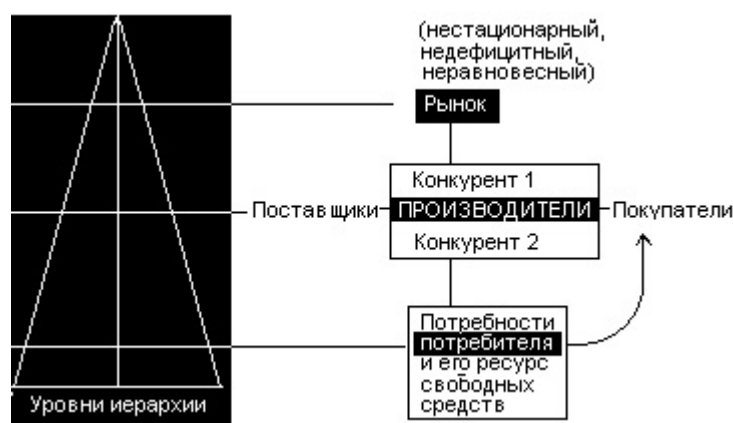 (нестационарный,
недефицитный,
неравновесный)
Рынок
Конкурент 1
Поставщики ПРОИЗВОДИТЕЛИ Покупатели
Конкурент 2
Потребности
потребителя
и его ресурс
свободных
средств
Уровни иерархии